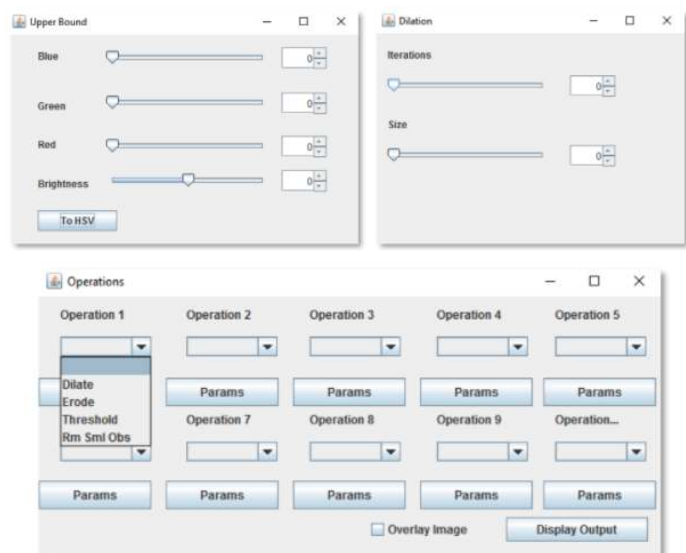 Upper Bound
Blue 0
Green 0
Red 0
Brightness 0
To HSV
Dilation
Iterations
0
Size
0
Operations
Operation 1 Operation 2 Operation 3 Operation 4 Operation 5
Dilate
Erode
Threshold
Rm Sml Obs
Params Params Params Params
Operation 7 Operation 8 Operation 9 Operation...
Params Params Params Params Params
Overlay Image Display Output